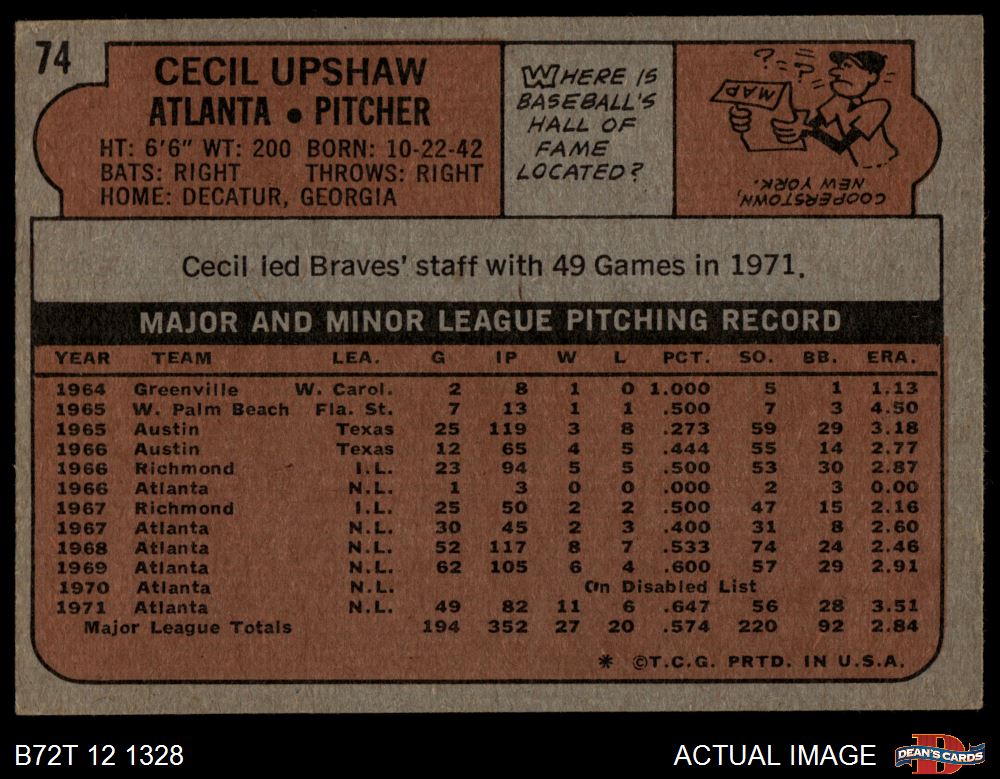 74
CECIL UPSHAW
ATLANTA • PITCHER
HT: 6'6" WT: 200 BORN: 10-22-42
BATS: RIGHT THROWS: RIGHT
HOME: DECATUR, GEORGIA
WHERE IS
BASEBALL'S
HALL OF
FAME
LOCATED?
? - ? - ?
MAP
COOPERSTOWN,
NEW YORK.
Cecil led Braves' staff with 49 Games in 1971.
MAJOR AND MINOR LEAGUE PITCHING RECORD
YEAR TEAM LEA. G IP W L PCT. SO. BB. ERA.
1964 Greenville W. Carol. 2 8 1 0 1.000 5 1 1.13
1965 W. Palm Beach Fla. St. 7 13 1 1 .500 7 3 4.50
1965 Austin Texas 25 119 3 8 .273 59 29 3.18
1966 Austin Texas 12 65 4 5 .444 55 14 2.77
1966 Richmond I.L. 23 94 5 5 .500 53 30 2.87
1966 Atlanta N.L. 1 3 0 0 .000 2 3 0.00
1967 Richmond I.L. 25 50 2 2 .500 47 15 2.16
1967 Atlanta N.L. 30 45 2 3 .400 31 8 2.60
1968 Atlanta N.L. 52 117 8 7 .533 74 24 2.46
1969 Atlanta N.L. 62 105 6 4 .600 57 29 2.91
1970 Atlanta N.L. On Disabled List
1971 Atlanta N.L. 49 82 11 6 .647 56 28 3.51
Major League Totals 194 352 27 20 .574 220 92 2.84
* ©T.C.G. PRTD. IN U.S.A.
B72T 12 1328
ACTUAL IMAGE
DEAN'S CARDS